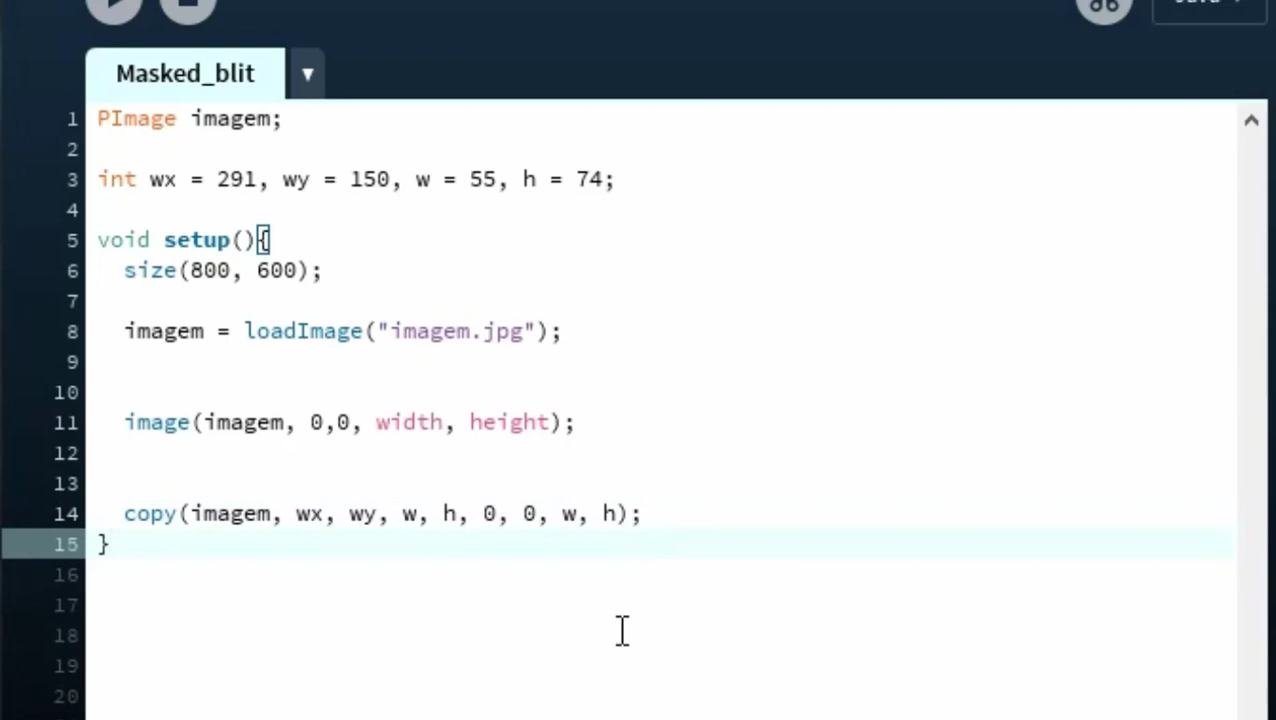 Masked_blit
1 PImage imagem;
2
3 int wx = 291, wy = 150, w = 55, h = 74;
4
5 void setup(){
6 size(800, 600);
7
8 imagem = loadImage("imagem.jpg");
9
10
11 image(imagem, 0,0, width, height);
12
13
14 copy(imagem, wx, wy, w, h, 0, 0, w, h);
15 }
16
17
18
19
20